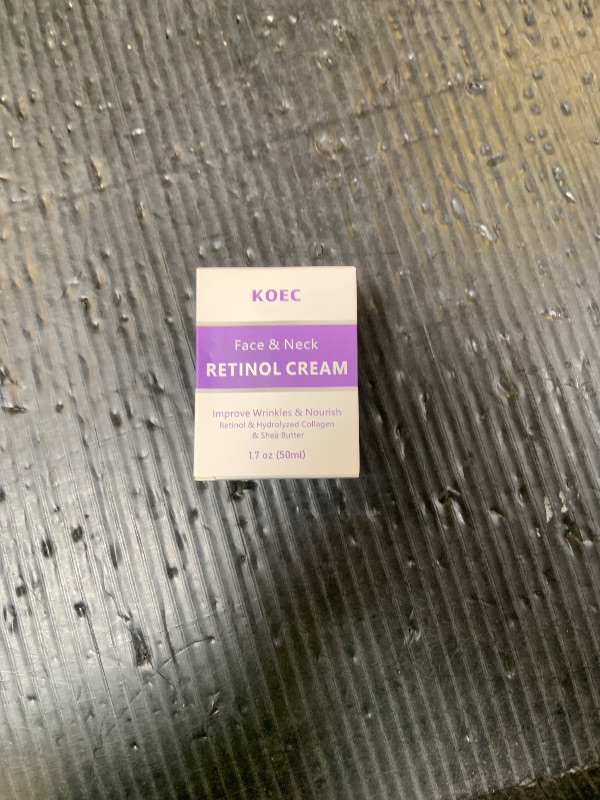 KOEC
Face & Neck
RETINOL CREAM
Improve Wrinkles & Nourish
Retinol & Hydrolyzed Collagen
& Shea Butter
1.7 oz (50ml)